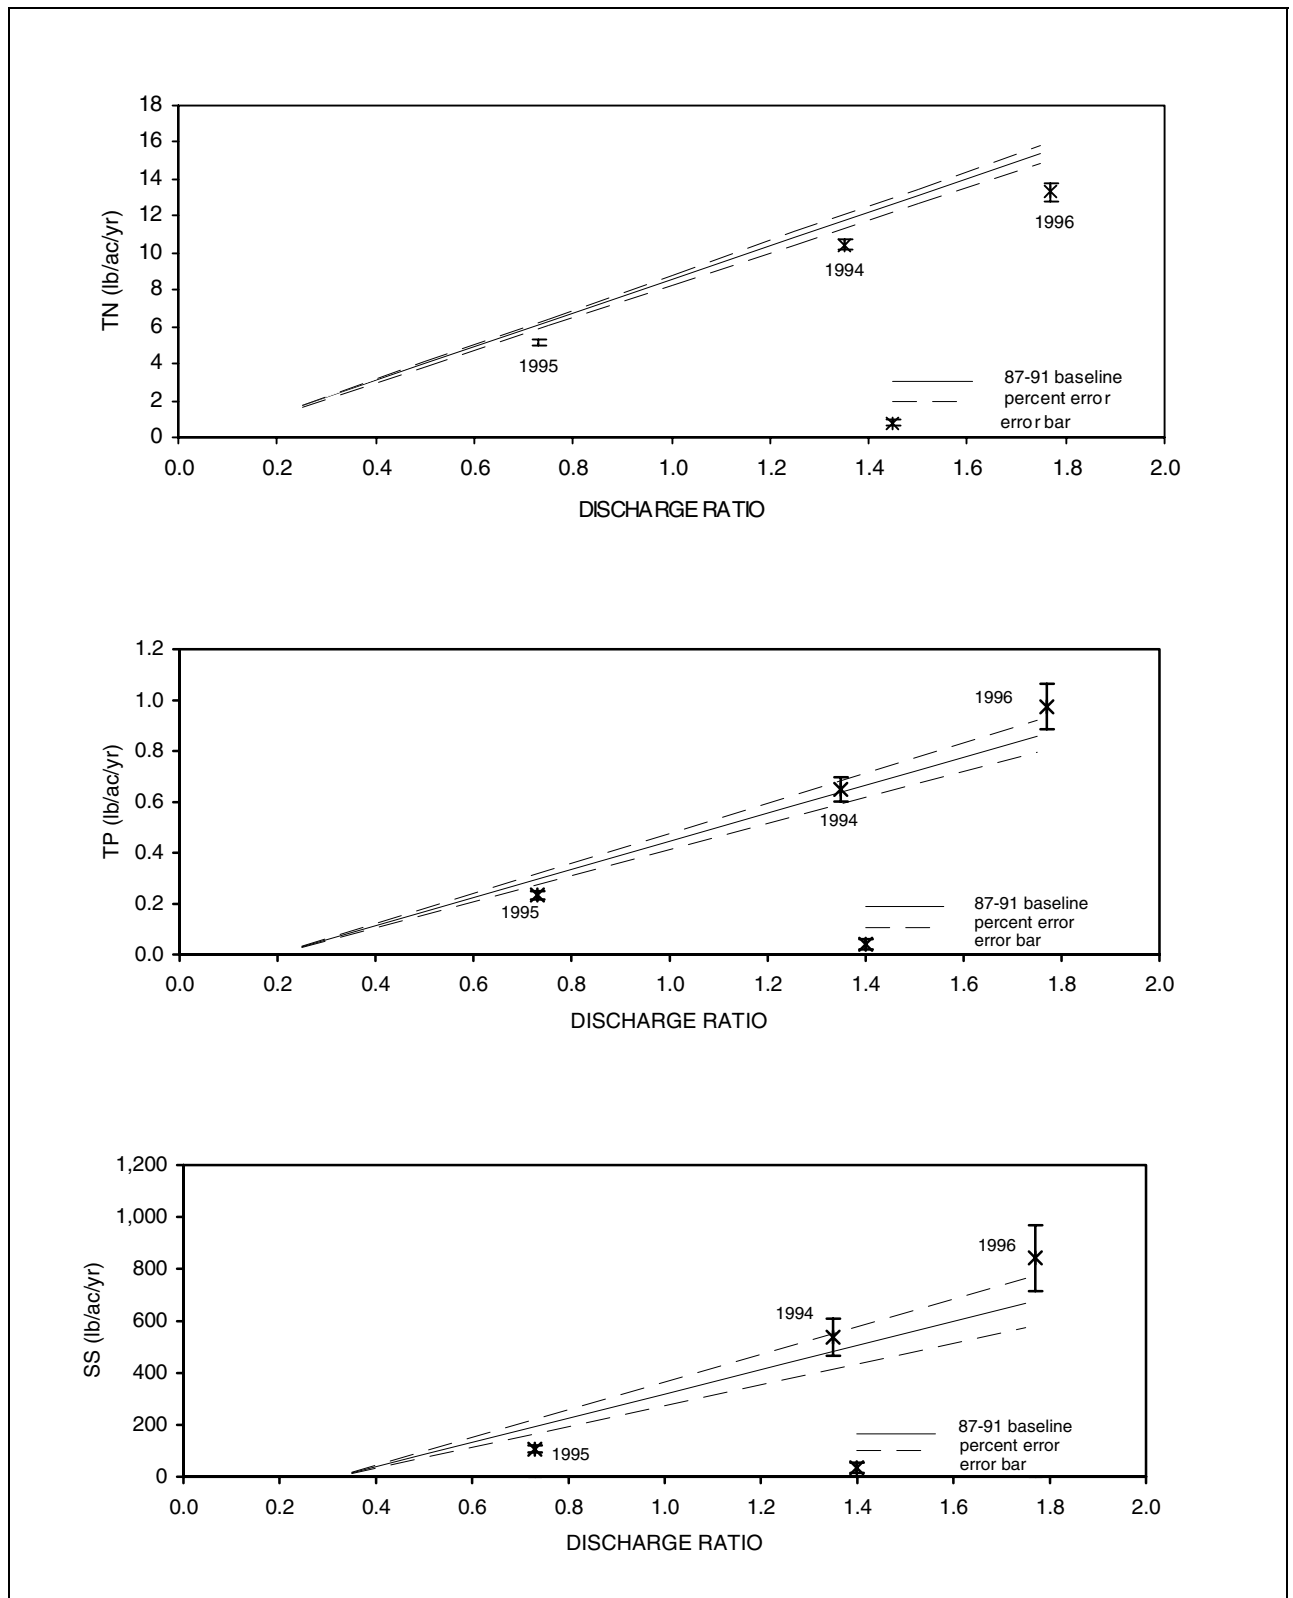 18
16
14
12
10
8
6
4
2
0
TN (lb/ac/yr)
1995
1994
1996
87-91 baseline
percent error
error bar
0.0 0.2 0.4 0.6 0.8 1.0 1.2 1.4 1.6 1.8 2.0
DISCHARGE RATIO
1.2
1.0
0.8
0.6
0.4
0.2
0.0
TP (lb/ac/yr)
1996
1994
1995
87-91 baseline
percent error
error bar
0.0 0.2 0.4 0.6 0.8 1.0 1.2 1.4 1.6 1.8 2.0
DISCHARGE RATIO
1,200
1,000
800
600
400
200
0
SS (lb/ac/yr)
1996
1994
1995
87-91 baseline
percent error
error bar
0.0 0.2 0.4 0.6 0.8 1.0 1.2 1.4 1.6 1.8 2.0
DISCHARGE RATIO